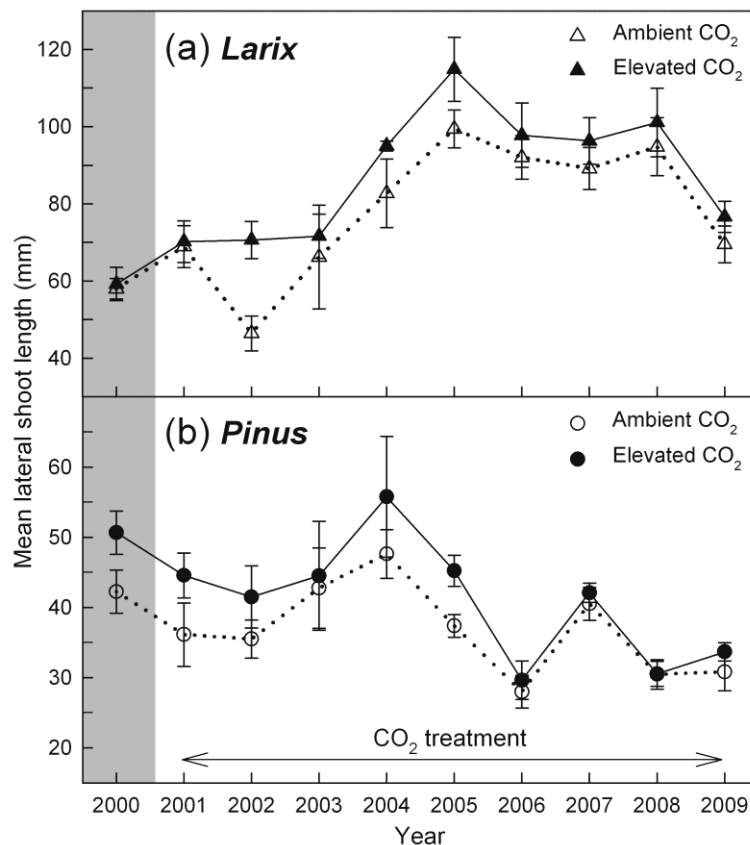 (a) Larix
Ambient CO₂
Elevated CO₂
120
100
80
60
40
Mean lateral shoot length (mm)
(b) Pinus
Ambient CO₂
Elevated CO₂
60
50
40
30
20
CO₂ treatment
2000 2001 2002 2003 2004 2005 2006 2007 2008 2009
Year